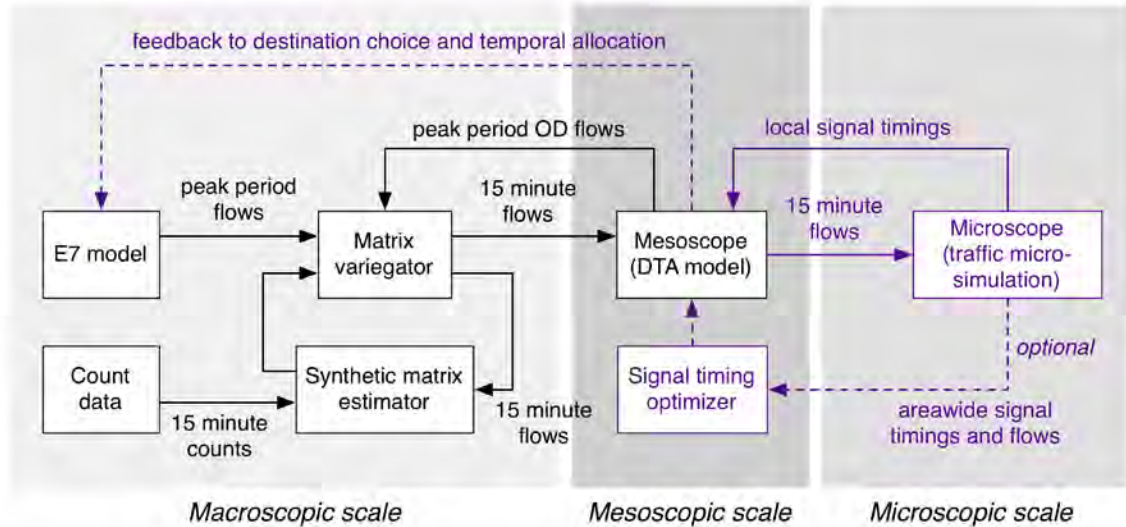 feedback to destination choice and temporal allocation
peak period OD flows
local signal timings
peak period
flows
15 minute
flows
15 minute
flows
E7 model
Matrix
variegator
Mesoscope
(DTA model)
Microscope
(traffic micro-
simulation)
optional
Count
data
Synthetic matrix
estimator
Signal timing
optimizer
15 minute
counts
15 minute
flows
areawide signal
timings and flows
Macroscopic scale
Mesoscopic scale
Microscopic scale